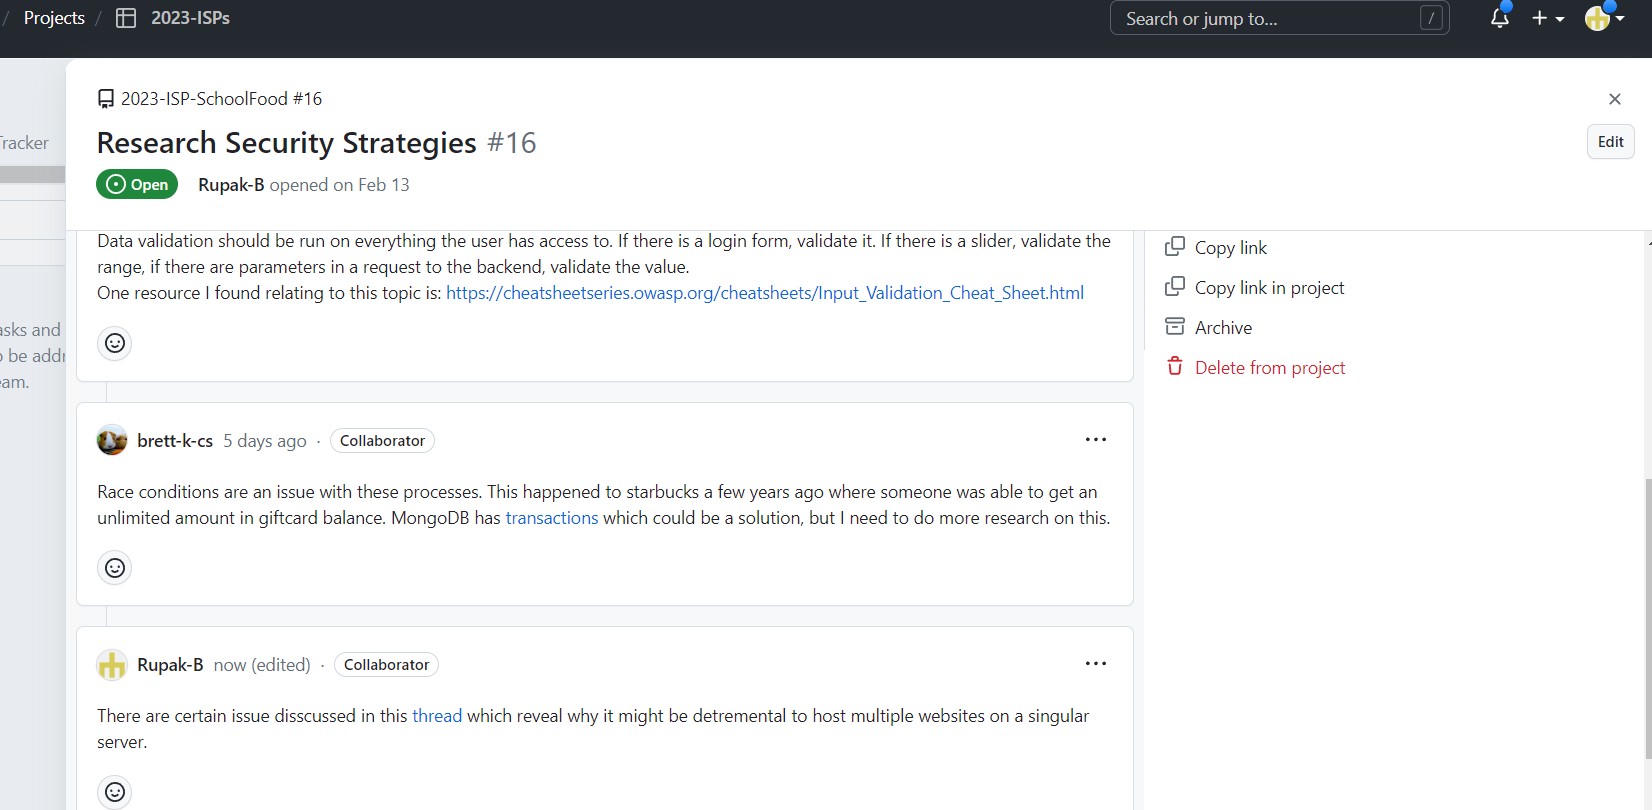 / Projects / 2023-ISPs
Search or jump to... /
2023-ISP-SchoolFood #16
Research Security Strategies #16
Edit
Open Rupak-B opened on Feb 13
Tracker
asks and
o be addr
eam.
Data validation should be run on everything the user has access to. If there is a login form, validate it. If there is a slider, validate the
range, if there are parameters in a request to the backend, validate the value.
One resource I found relating to this topic is: https://cheatsheetseries.owasp.org/cheatsheets/Input_Validation_Cheat_Sheet.html
Copy link
Copy link in project
Archive
Delete from project
brett-k-cs 5 days ago · Collaborator
Race conditions are an issue with these processes. This happened to starbucks a few years ago where someone was able to get an
unlimited amount in giftcard balance. MongoDB has transactions which could be a solution, but I need to do more research on this.
Rupak-B now (edited) · Collaborator
There are certain issue disscussed in this thread which reveal why it might be detremental to host multiple websites on a singular
server.